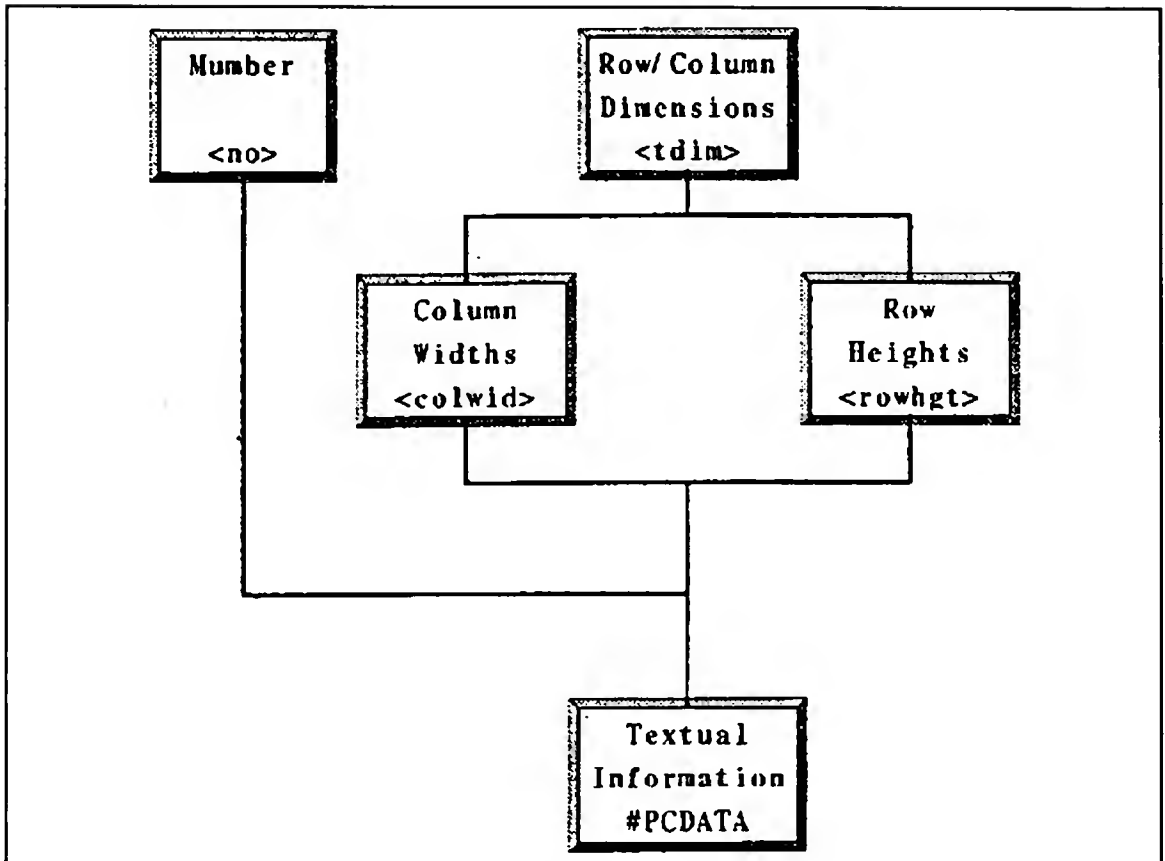 Mumber
<no>
Row/Column
Dimensions
<tdim>
Column
Widths
<colwid>
Row
Heights
<rowhgt>
Textual
Information
#PCDATA